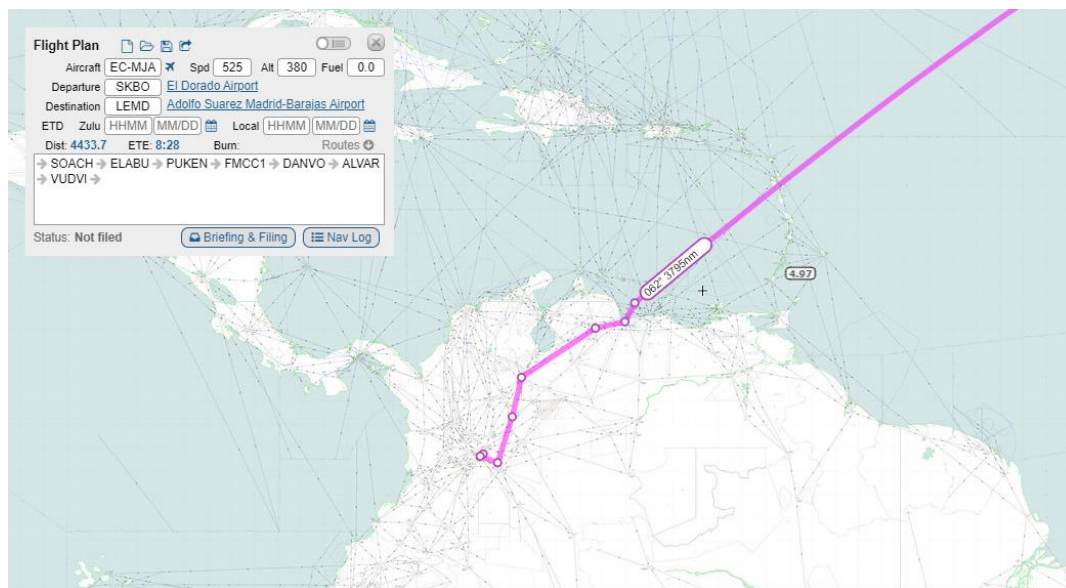 Flight Plan
Aircraft EC-MJA Spd 525 Alt 380 Fuel 0.0
Departure SKBO El Dorado Airport
Destination LEMD Adolfo Suarez Madrid-Barajas Airport
ETD Zulu HHMM MM/DD Local HHMM MM/DD
Dist: 4433.7 ETE: 8:28 Burn: Routes
→ SOACH → ELABU → PUKEN → FMCC1 → DANVO → ALVAR
→ VUDVI →
Status: Not filed Briefing & Filing Nav Log
062° 3795nm
4.97